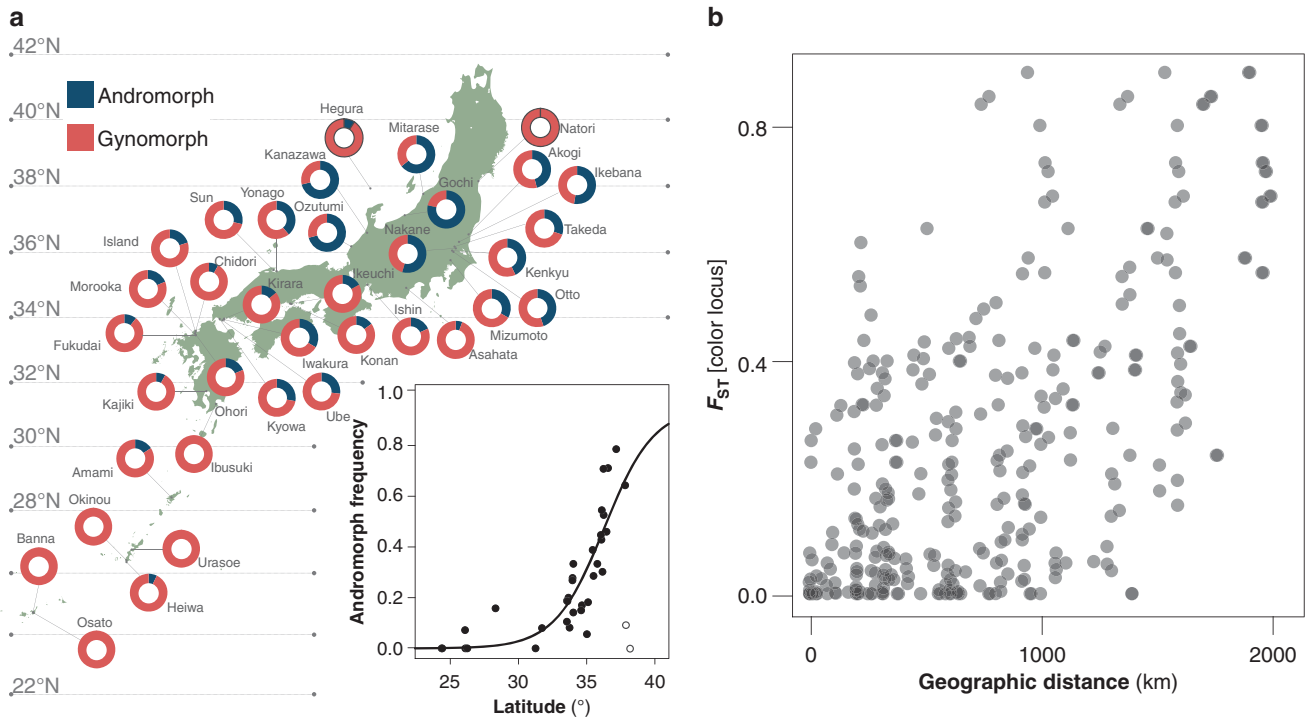 a
42°N
Andromorph
40°N
Gynomorph
Hegura
Mitarase
Natori
Kanazawa
Akogi
38°N
Gochi
Ikebana
Sun
Yonago
Ozutumi
Nakane
Takeda
Island
36°N
Chidori
Ikeuchi
Kenkyu
Morooka
Kirara
Otto
34°N
Ishin
Mizumoto
Fukudai
Iwakura
Konan
Asahata
32°N
Kajiki
Ohori
Kyowa
Ube
30°N
Amami
Ibusuki
28°N
Okinou
Banna
Urasoe
Heiwa
Osato
22°N
1.0
0.8
0.6
0.4
0.2
0.0
Andromorph frequency
25
30
35
40
Latitude (°)
b
0.8
0.4
0.0
FST [color locus]
0
1000
2000
Geographic distance (km)